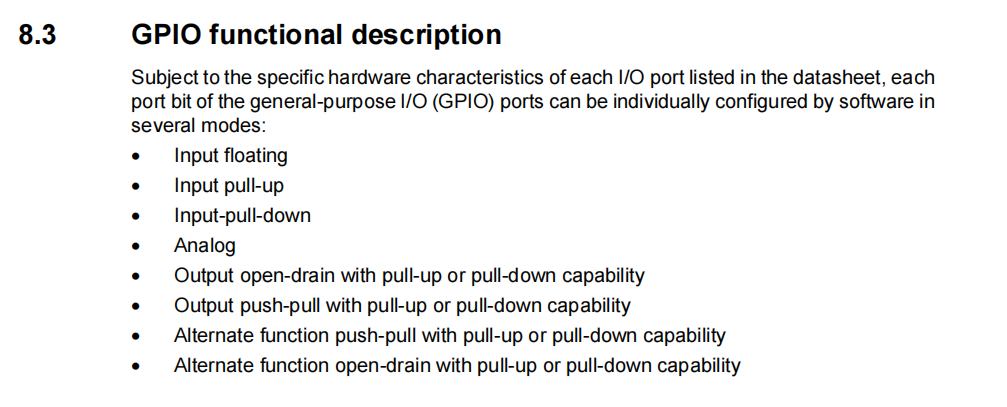 8.3 GPIO functional description
Subject to the specific hardware characteristics of each I/O port listed in the datasheet, each
port bit of the general-purpose I/O (GPIO) ports can be individually configured by software in
several modes:
• Input floating
• Input pull-up
• Input-pull-down
• Analog
• Output open-drain with pull-up or pull-down capability
• Output push-pull with pull-up or pull-down capability
• Alternate function push-pull with pull-up or pull-down capability
• Alternate function open-drain with pull-up or pull-down capability